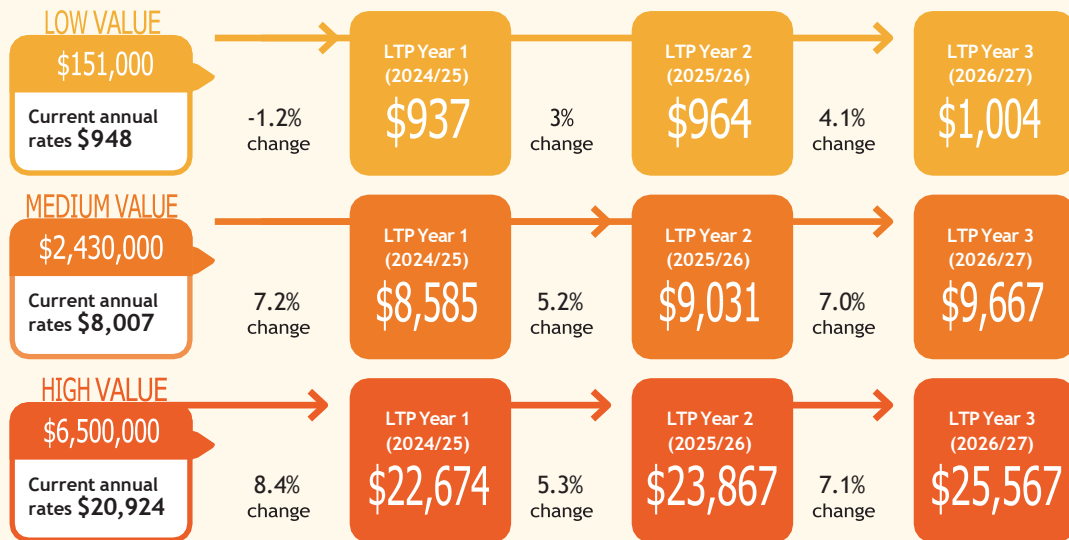 LOW VALUE
$151,000
Current annual
rates $948
-1.2%
change
LTP Year 1
(2024/25)
$937
3%
change
LTP Year 2
(2025/26)
$964
4.1%
change
LTP Year 3
(2026/27)
$1,004
MEDIUM VALUE
$2,430,000
Current annual
rates $8,007
7.2%
change
LTP Year 1
(2024/25)
$8,585
5.2%
change
LTP Year 2
(2025/26)
$9,031
7.0%
change
LTP Year 3
(2026/27)
$9,667
HIGH VALUE
$6,500,000
Current annual
rates $20,924
8.4%
change
LTP Year 1
(2024/25)
$22,674
5.3%
change
LTP Year 2
(2025/26)
$23,867
7.1%
change
LTP Year 3
(2026/27)
$25,567